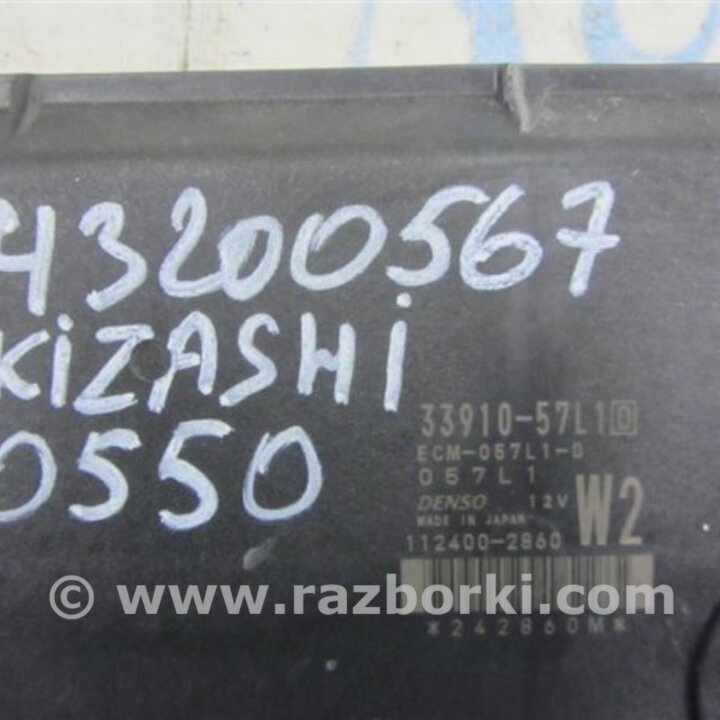 43200567
KiZASHi
0550
33910-57L1 0
ECM-057L1-0
057L1
DENSO 12V W2
MADE IN JAPAN
112400-2860
© www.razborki.com
*242860M*